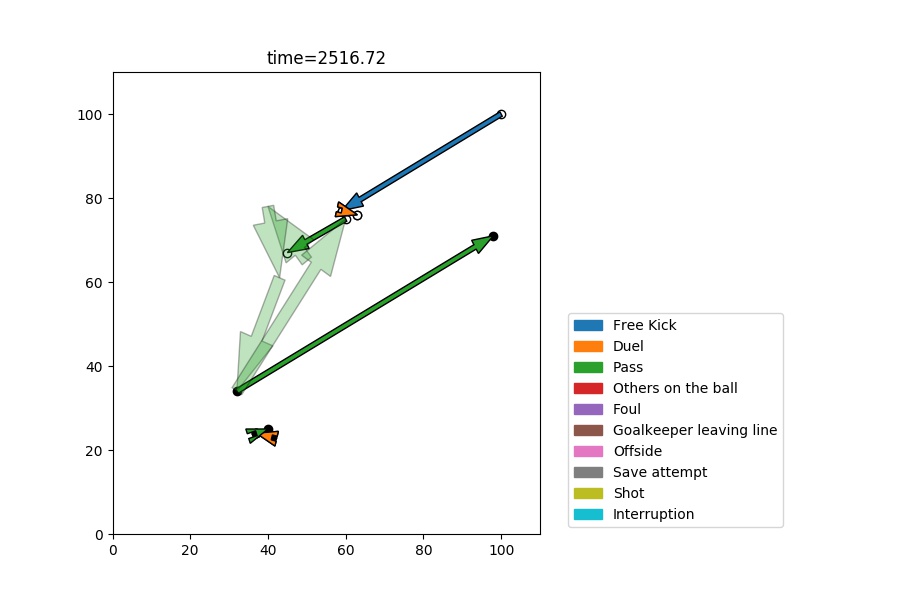 time=2516.72
100
80
60
40
20
0
0 20 40 60 80 100
Free Kick
Duel
Pass
Others on the ball
Foul
Goalkeeper leaving line
Offside
Save attempt
Shot
Interruption